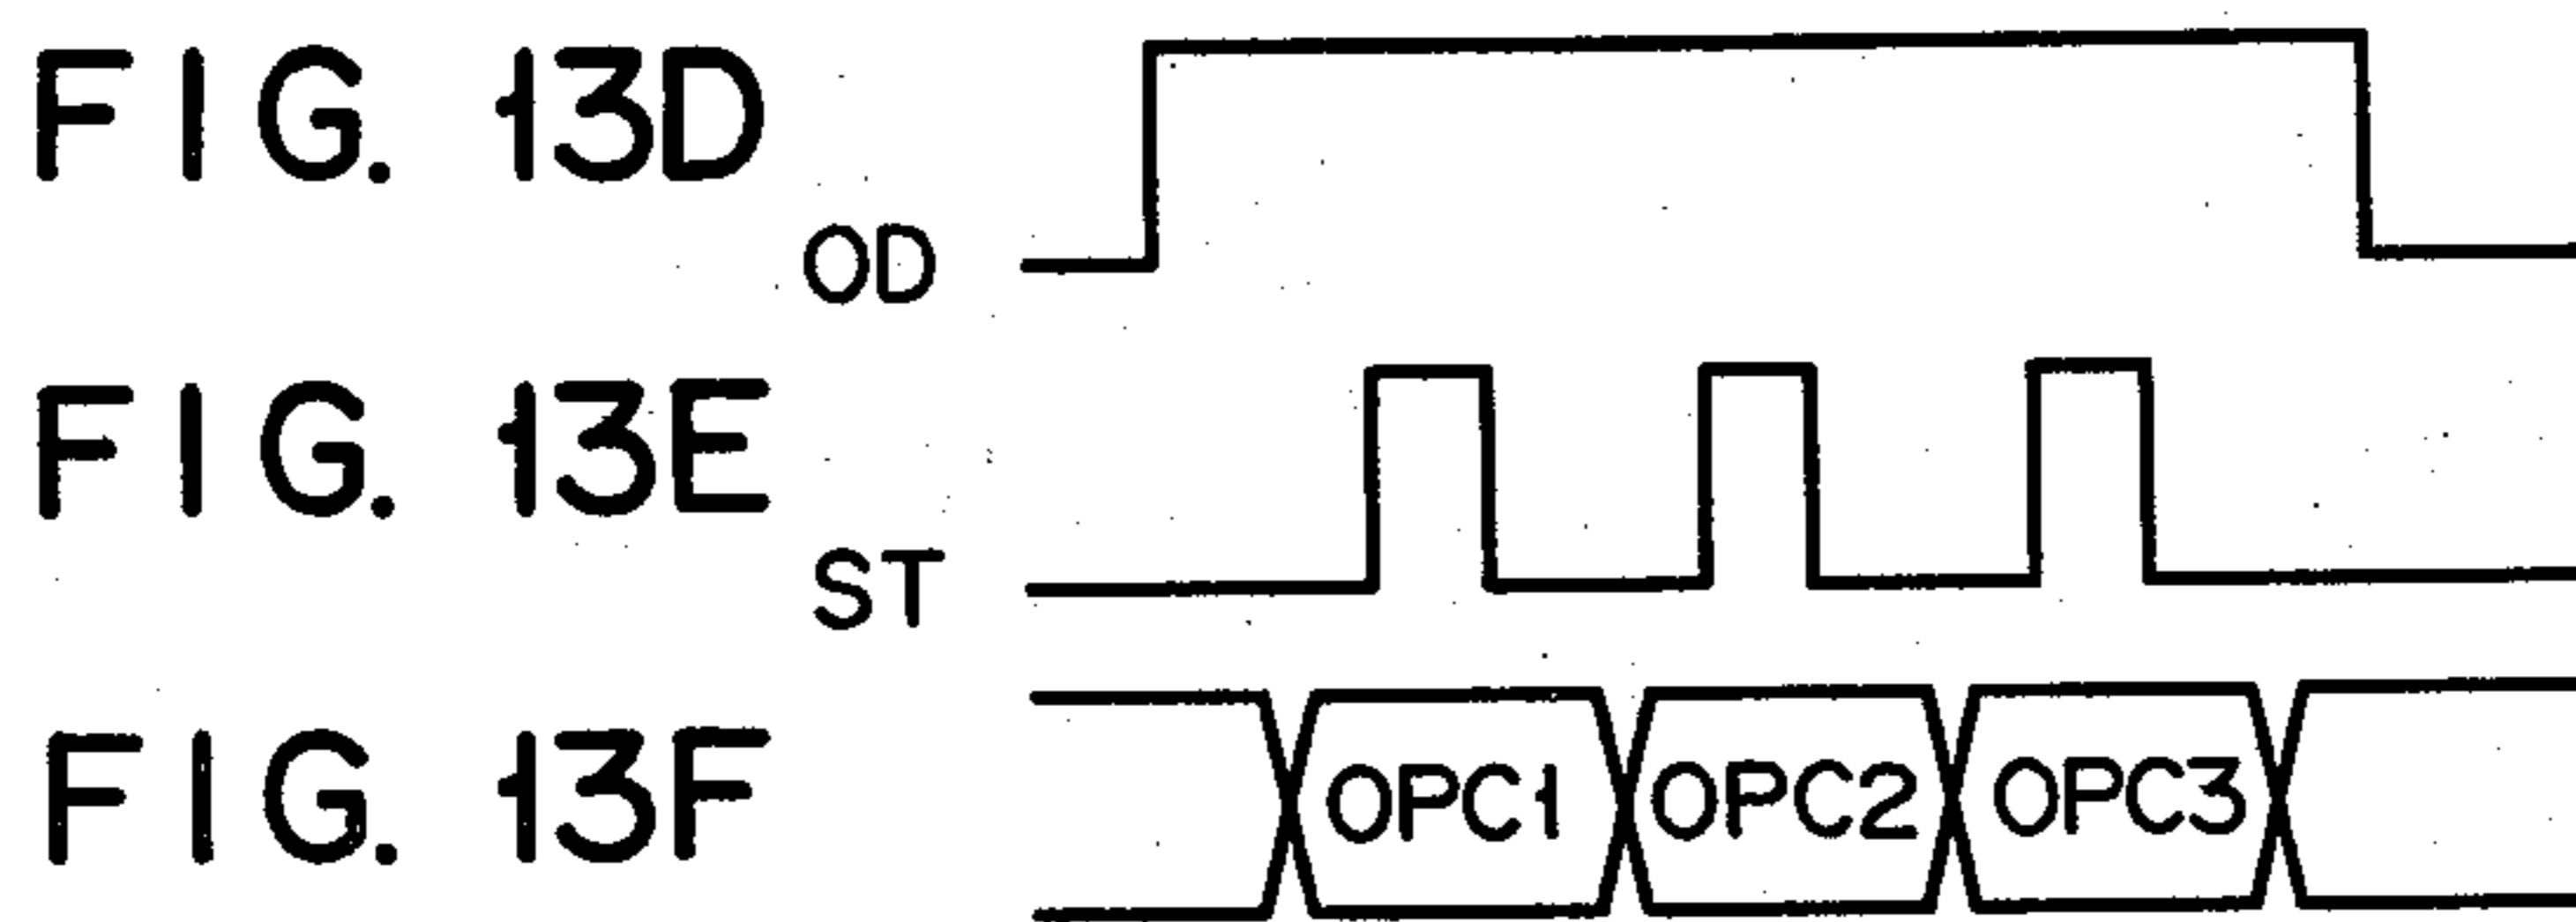 FIG. 13D
OD
FIG. 13E
ST
FIG. 13F
OPC1 OPC2 OPC3